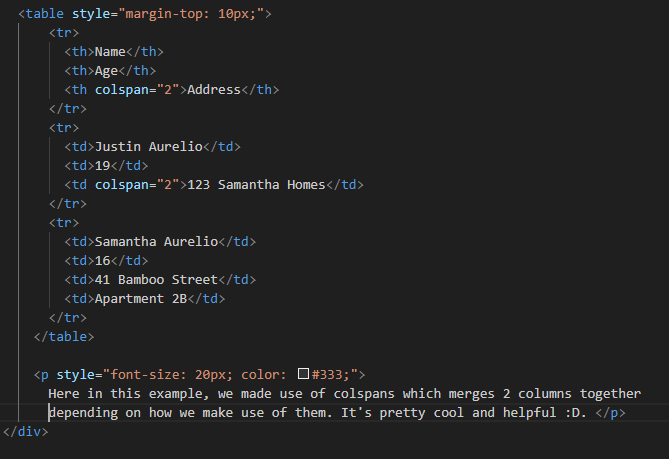 <table style="margin-top: 10px;">
<tr>
<th>Name</th>
<th>Age</th>
<th colspan="2">Address</th>
</tr>
<tr>
<td>Justin Aurelio</td>
<td>19</td>
<td colspan="2">123 Samantha Homes</td>
</tr>
<tr>
<td>Samantha Aurelio</td>
<td>16</td>
<td>41 Bamboo Street</td>
<td>Apartment 2B</td>
</tr>
</table>
<p style="font-size: 20px; color: #333;">
Here in this example, we made use of colspans which merges 2 columns together
depending on how we make use of them. It's pretty cool and helpful :D. </p>
</div>